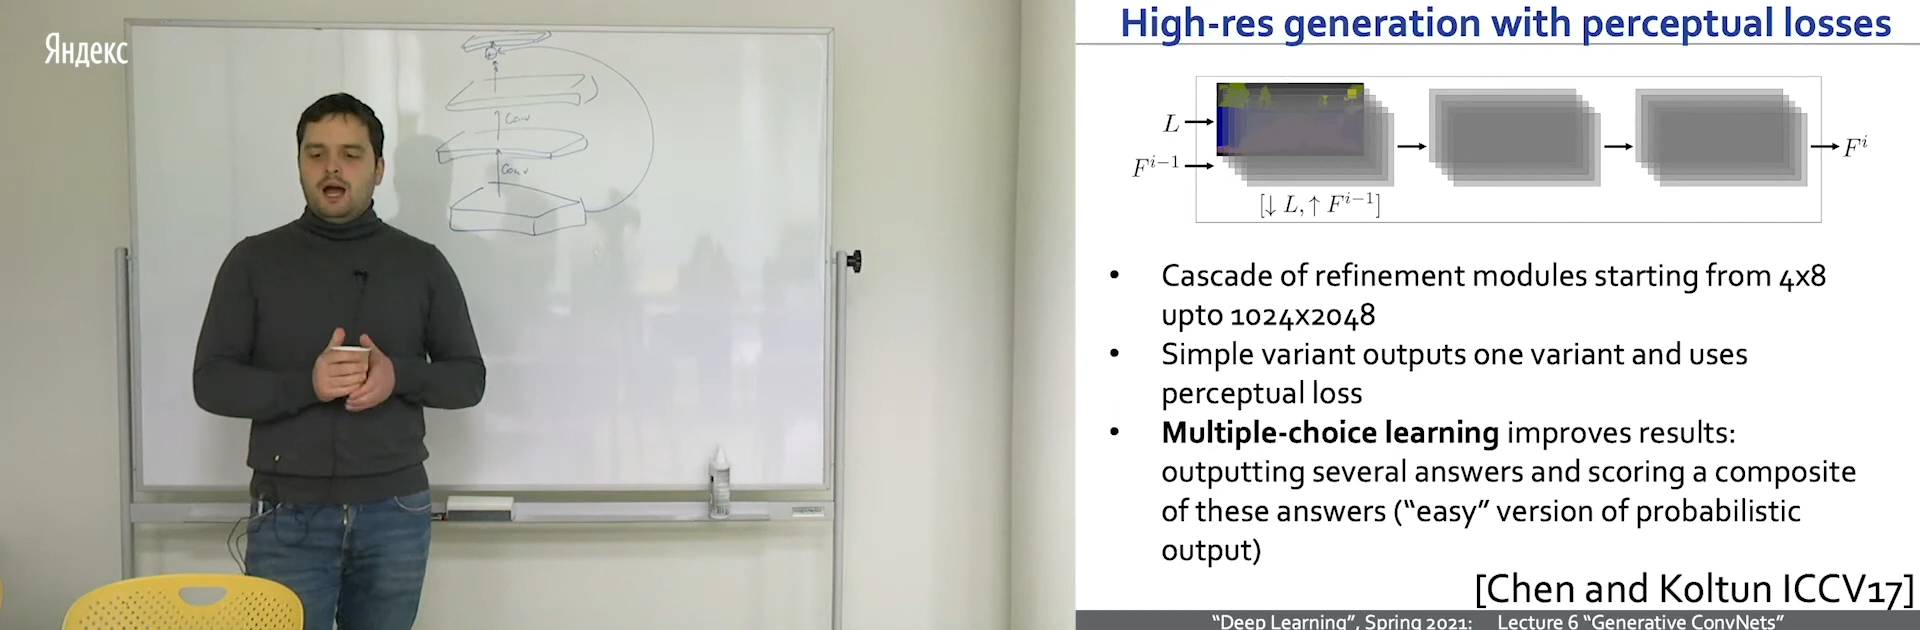 Яндекс
Conv
Conv
High-res generation with perceptual losses
L
F^{i-1}
[↓ L, ↑ F^{i-1}]
F^i
• Cascade of refinement modules starting from 4x8
upto 1024x2048
• Simple variant outputs one variant and uses
perceptual loss
• Multiple-choice learning improves results:
outputting several answers and scoring a composite
of these answers (“easy” version of probabilistic
output)
[Chen and Koltun ICCV17]
“Deep Learning”, Spring 2021: Lecture 6 “Generative ConvNets”